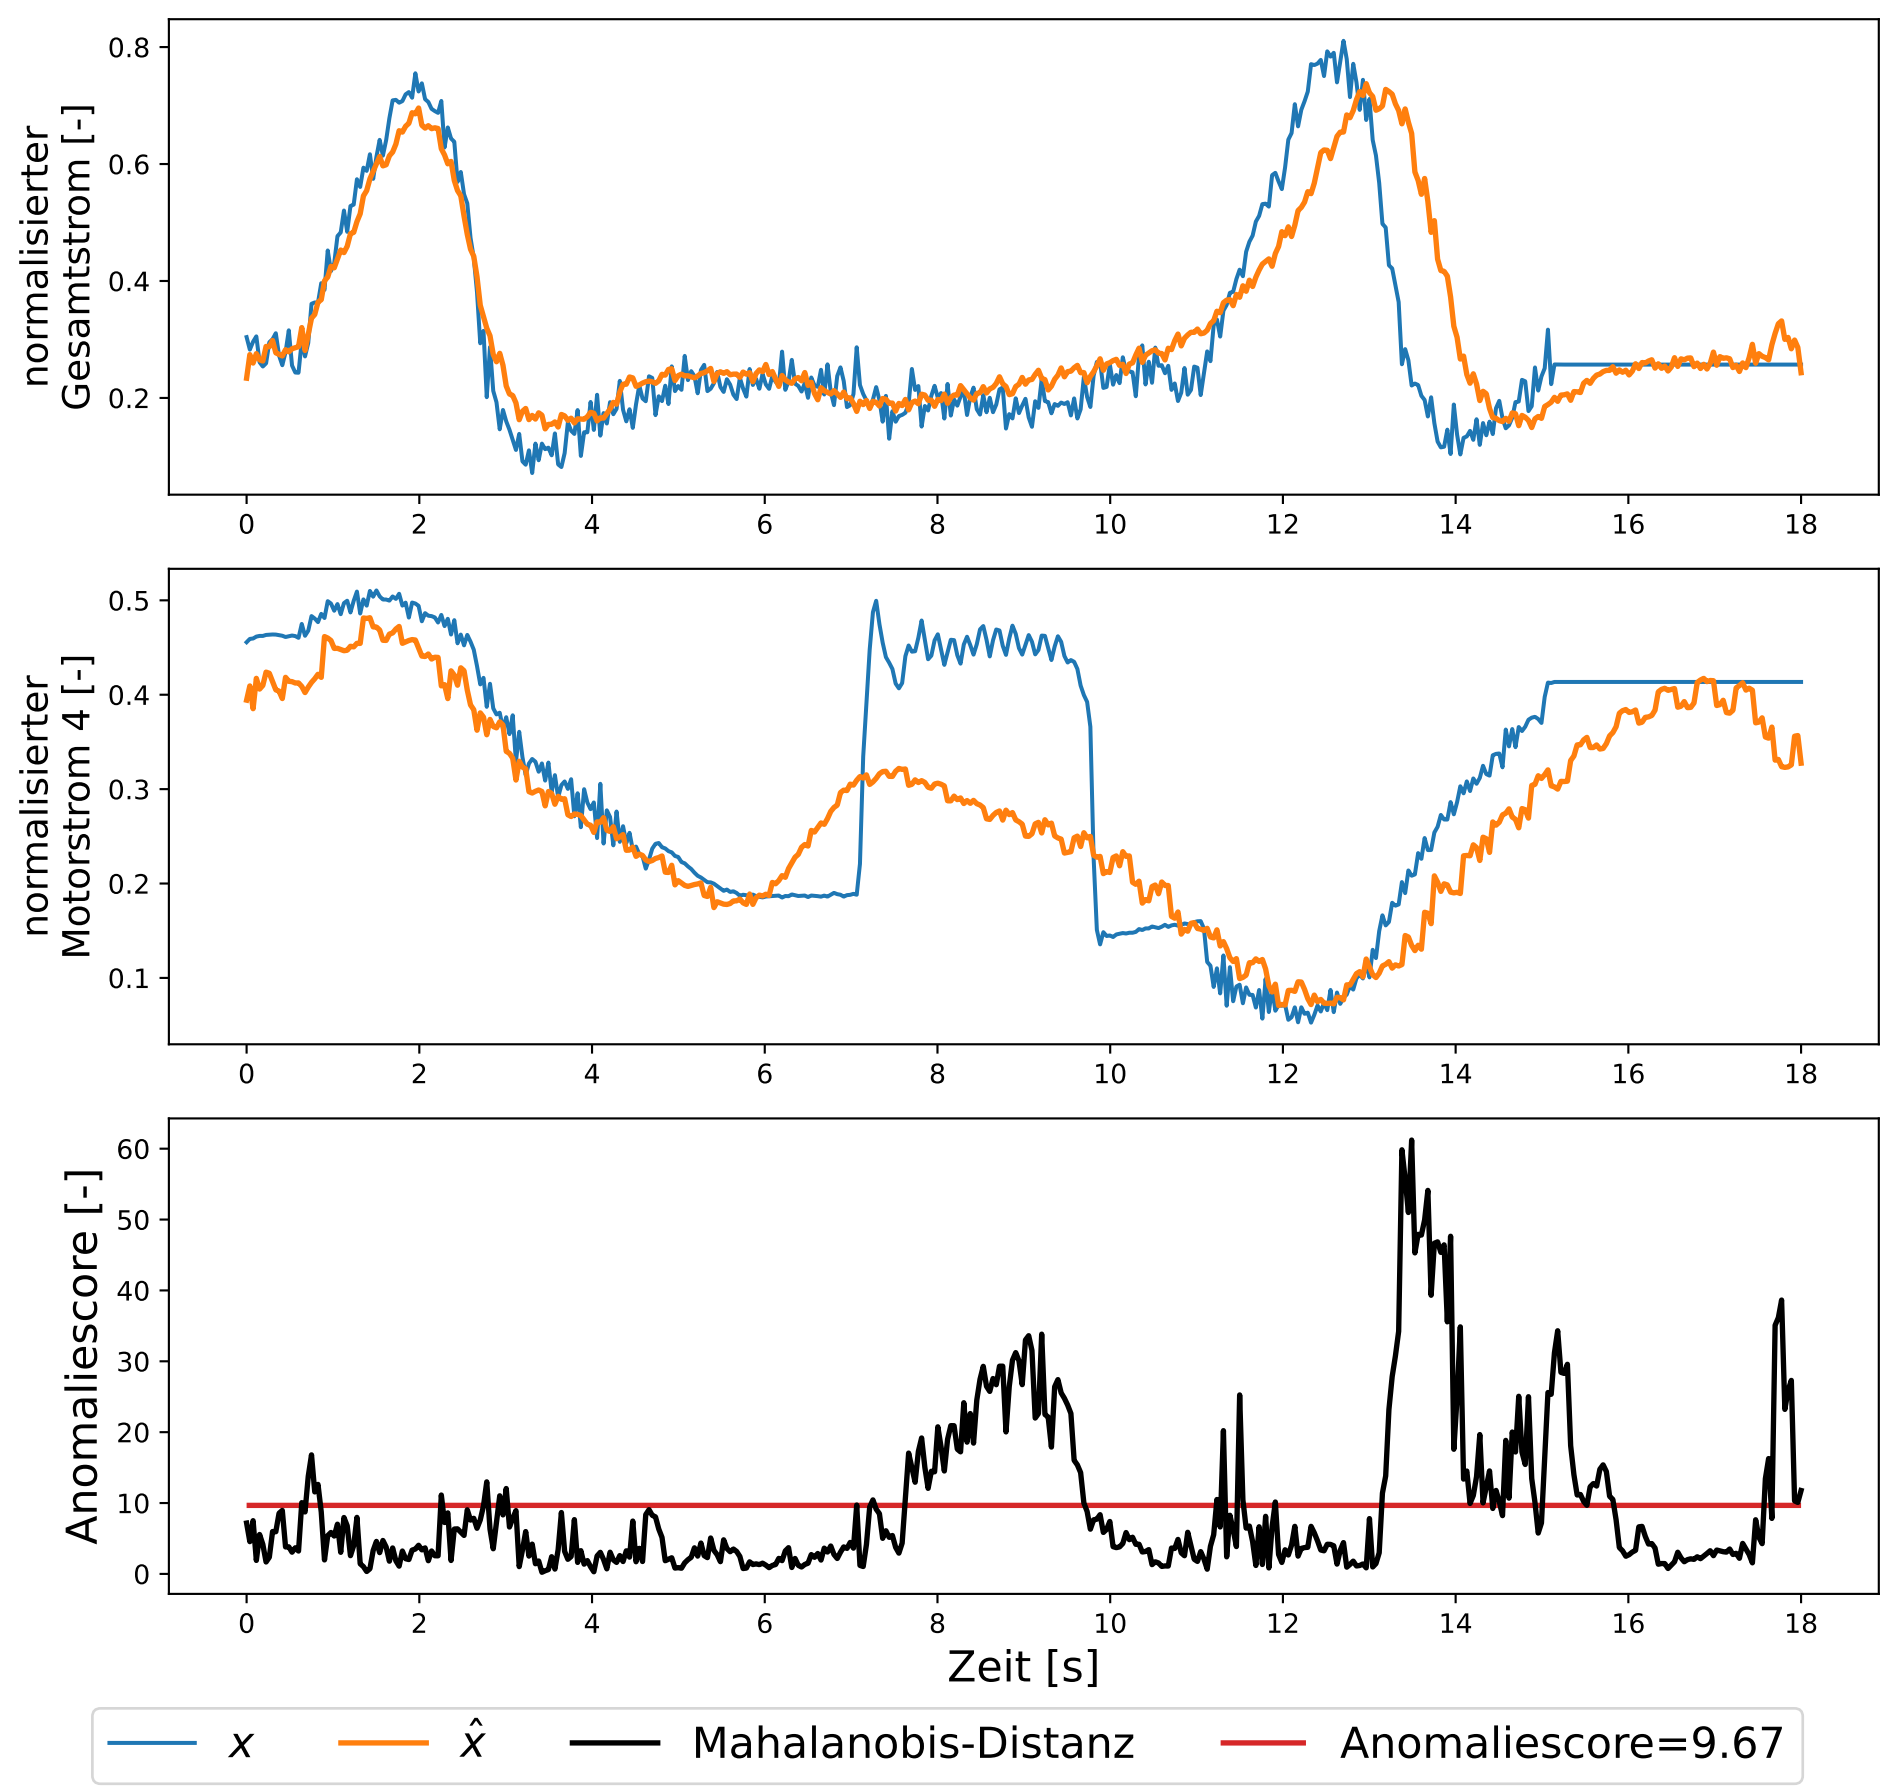 normalisierter
Gesamtstrom [-]
0.8
0.6
0.4
0.2
0 2 4 6 8 10 12 14 16 18
normalisierter
Motorstrom 4 [-]
0.5
0.4
0.3
0.2
0.1
0 2 4 6 8 10 12 14 16 18
Anomaliescore [-]
60
50
40
30
20
10
0
0 2 4 6 8 10 12 14 16 18
Zeit [s]
x x̂ Mahalanobis-Distanz Anomaliescore=9.67